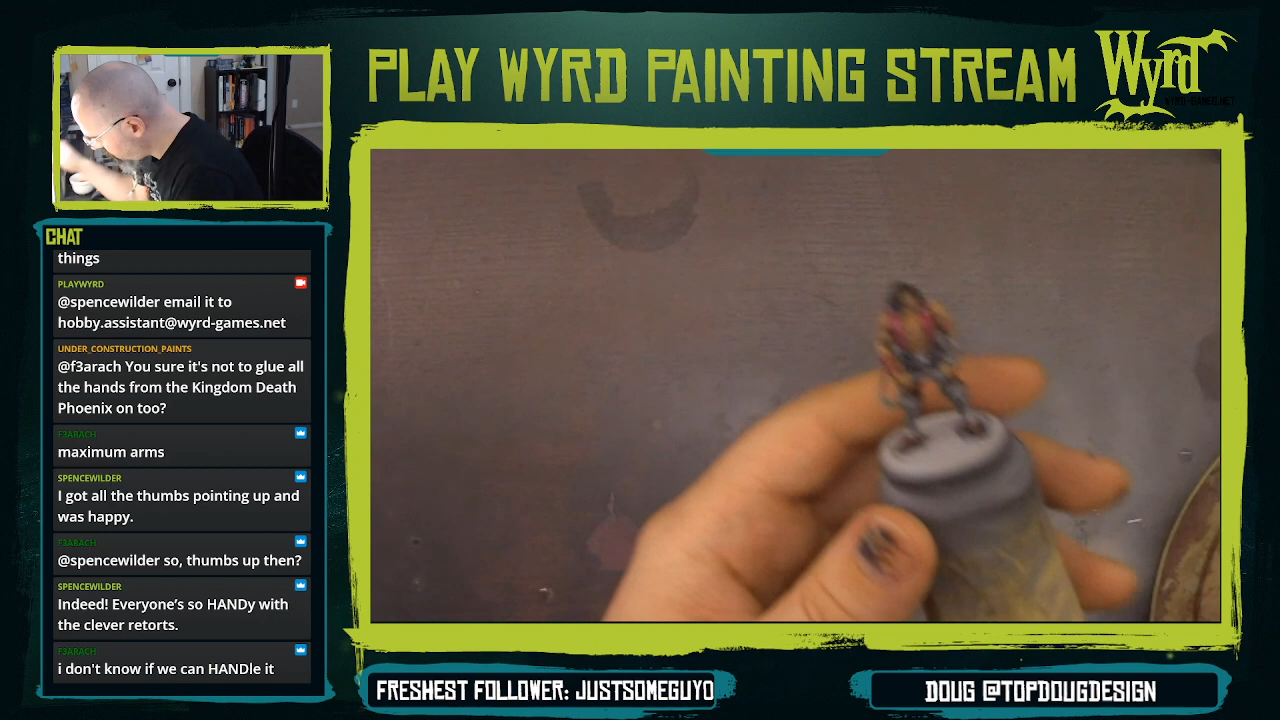 PLAY WYRD PAINTING STREAM
Wyrd
WYRD-GAMES.NET
CHAT
things
PLAYWYRD
@spencewilder email it to
hobby.assistant@wyrd-games.net
UNDER_CONSTRUCTION_PAINTS
@f3arach You sure it's not to glue all
the hands from the Kingdom Death
Phoenix on too?
F3ARACH
maximum arms
SPENCEWILDER
I got all the thumbs pointing up and
was happy.
F3ARACH
@spencewilder so, thumbs up then?
SPENCEWILDER
Indeed! Everyone's so HANDy with
the clever retorts.
F3ARACH
i don't know if we can HANDle it
FRESHEST FOLLOWER: JUSTSOMEGUYO
DOUG @TOPDOUGDESIGN